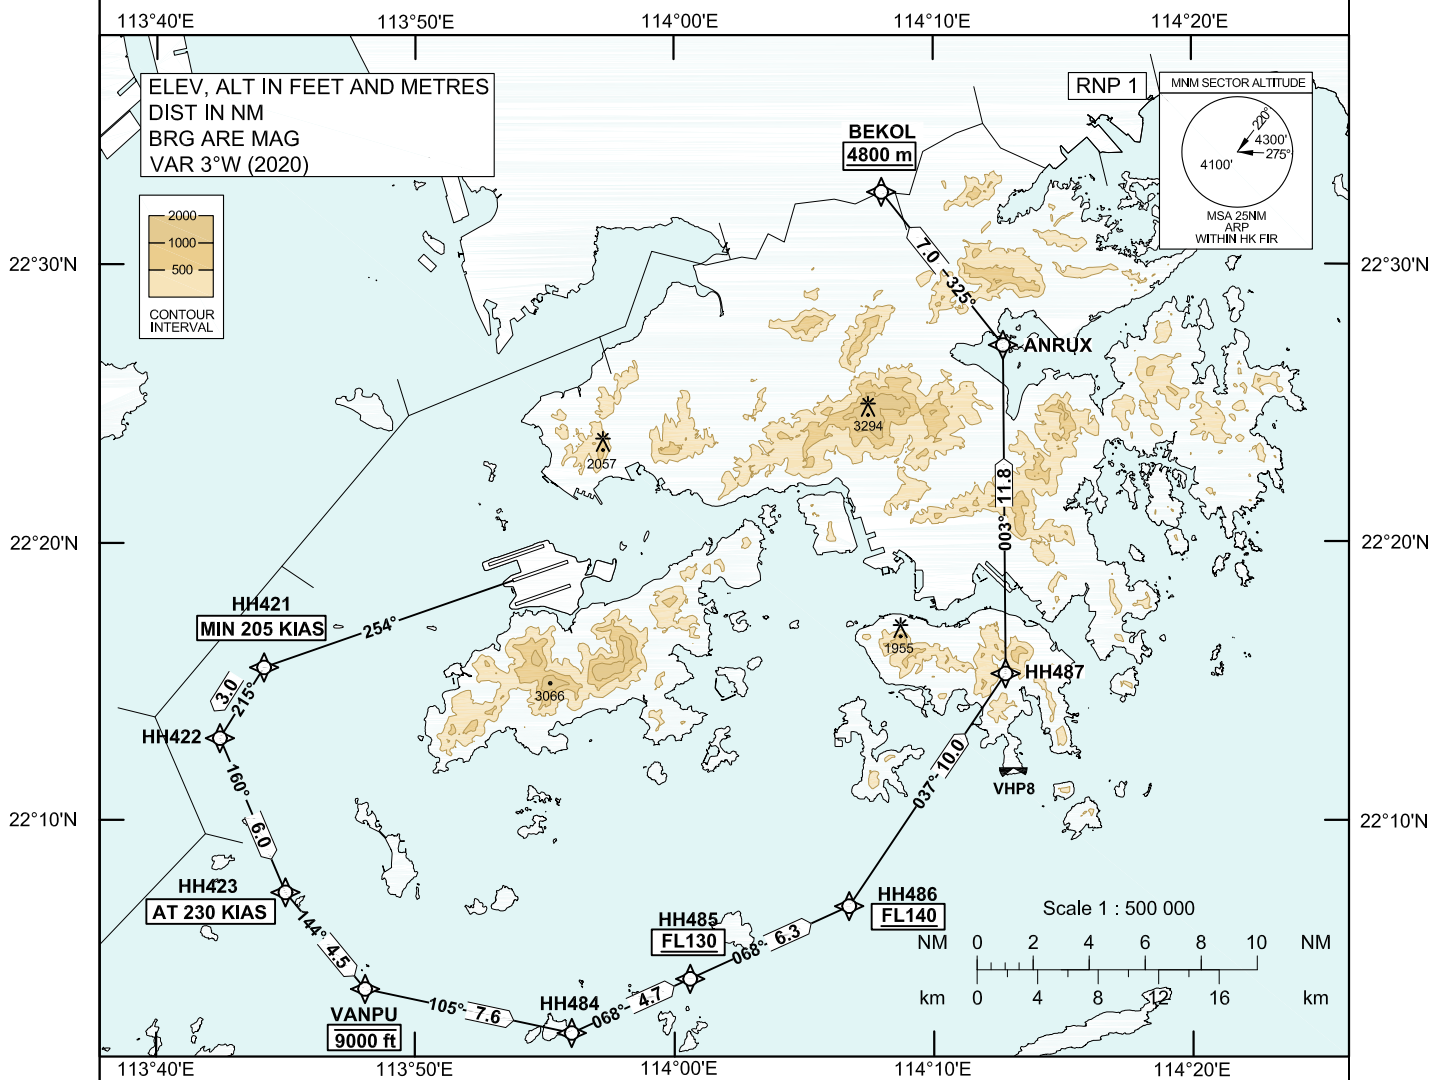 113°40'E
113°50'E
114°00'E
114°10'E
114°20'E
ELEV, ALT IN FEET AND METRES
DIST IN NM
BRG ARE MAG
VAR 3°W (2020)
RNP 1
MNM SECTOR ALTITUDE
220°
4300'
275°
4100'
MSA 25NM
ARP
WITHIN HK FIR
BEKOL
4800 m
2000
1000
500
CONTOUR
INTERVAL
22°30'N
22°30'N
7.0
325°
ANRUX
3294
2057
003°
11.8
22°20'N
22°20'N
HH421
MIN 205 KIAS
254°
1955
HH487
3066
3.0
215°
HH422
160°
6.0
037°
10.0
VHP8
22°10'N
22°10'N
HH423
AT 230 KIAS
144°
4.5
HH486
FL140
HH485
FL130
068°
6.3
Scale 1 : 500 000
NM
0
2
4
6
8
10
NM
km
0
4
8
12
16
km
VANPU
9000 ft
105°
7.6
HH484
068°
4.7
113°40'E
113°50'E
114°00'E
114°10'E
114°20'E